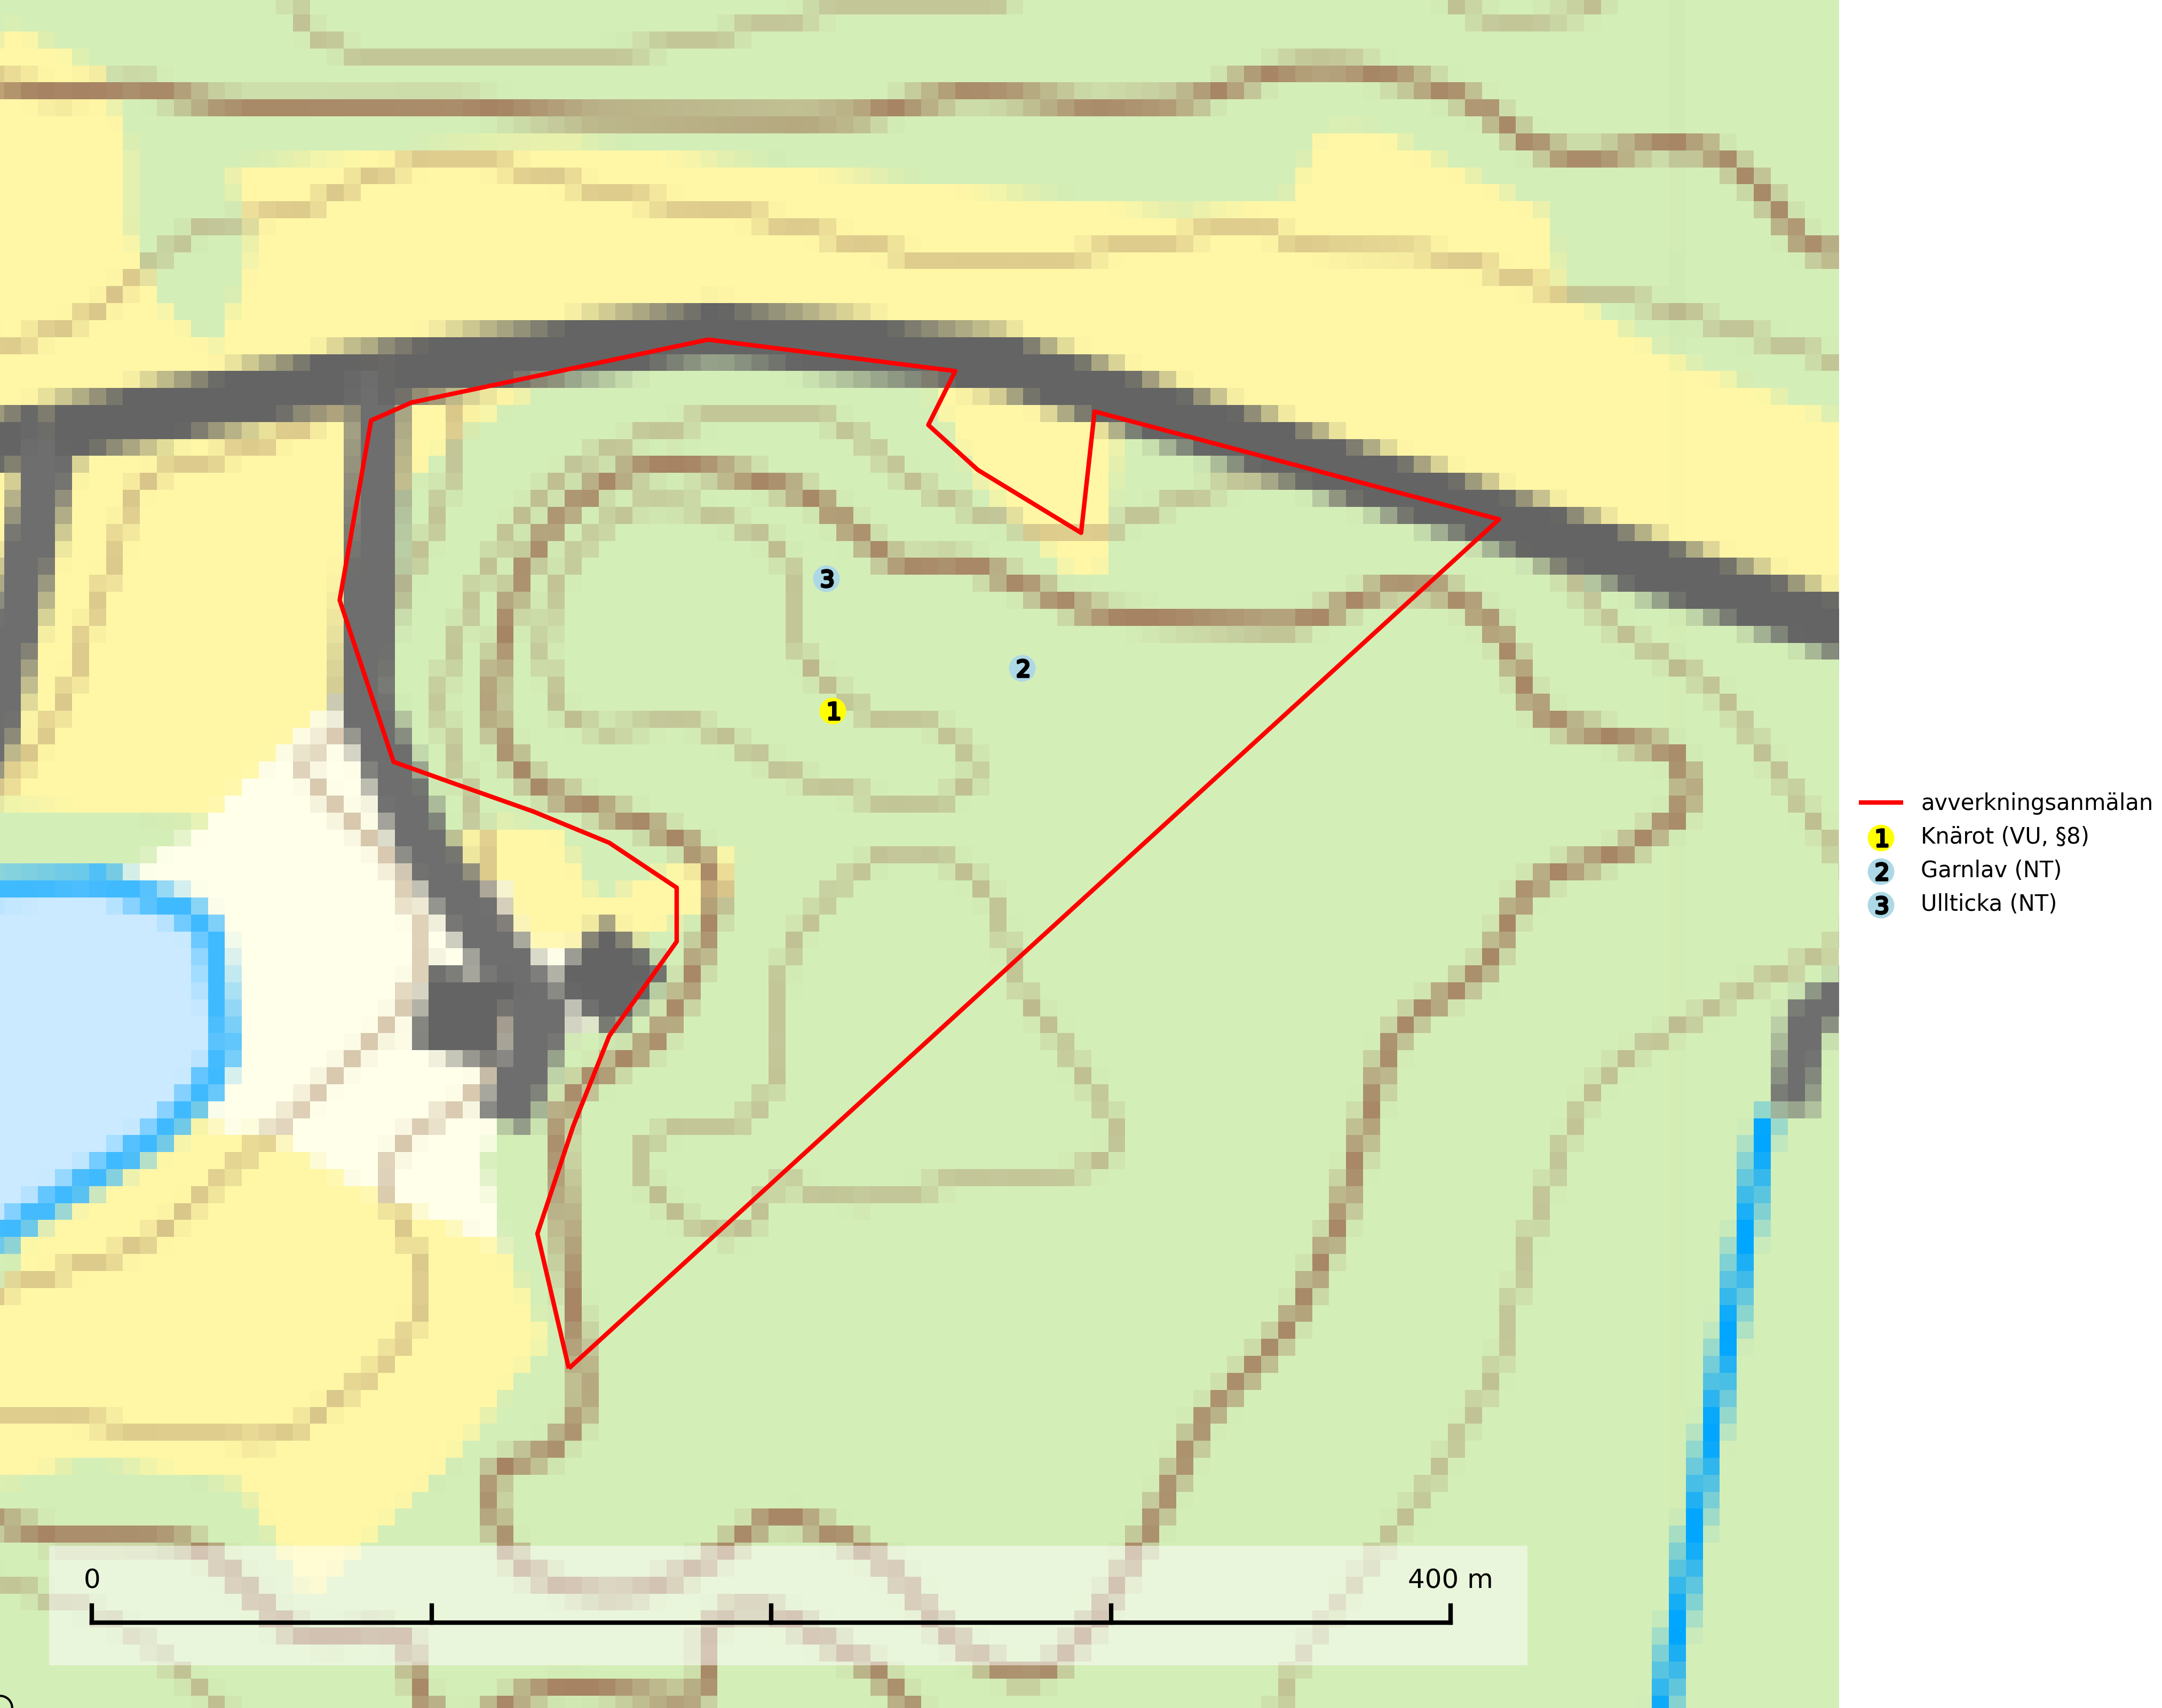 3
2
1
avverkningsanmälan
1 Knärot (VU, §8)
2 Garnlav (NT)
3 Ullticka (NT)
0 400 m